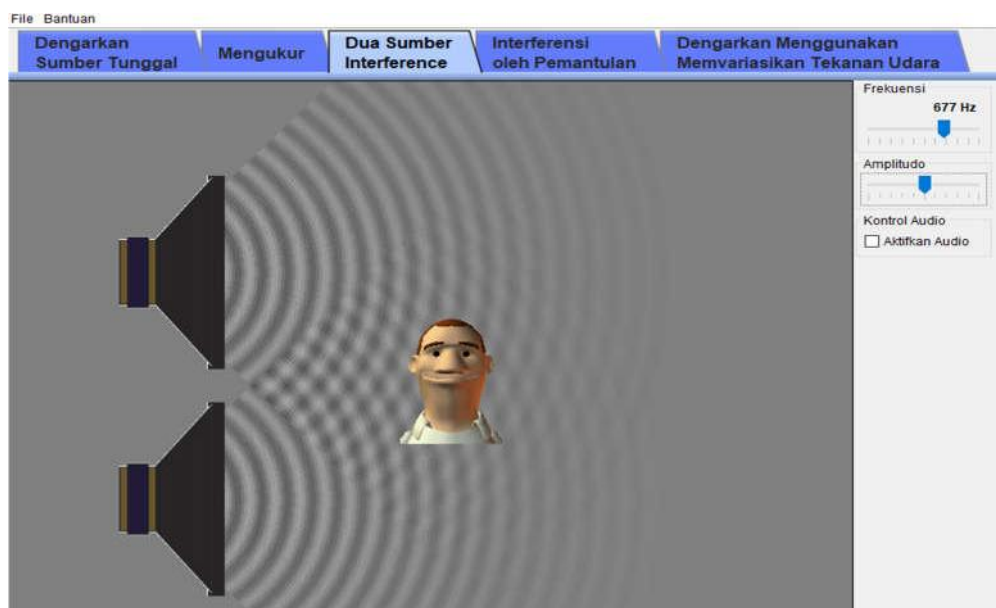 File Bantuan
Dengarkan
Sumber Tunggal
Mengukur
Dua Sumber
Interference
Interferensi
oleh Pemantulan
Dengarkan Menggunakan
Memvariasikan Tekanan Udara
Frekuensi
677 Hz
Amplitudo
Kontrol Audio
Aktifkan Audio